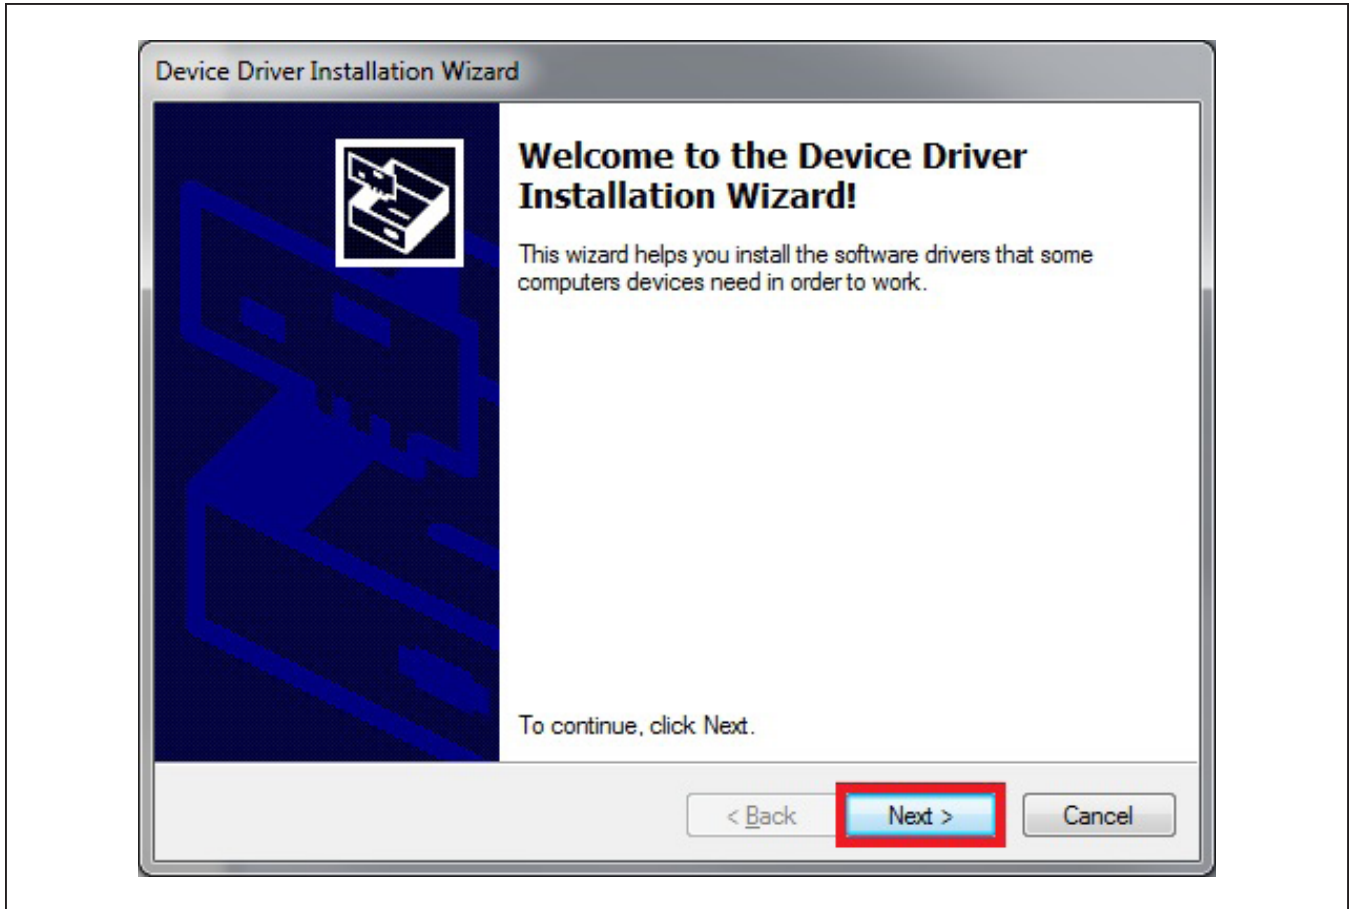 Device Driver Installation Wizard
Welcome to the Device Driver
Installation Wizard!
This wizard helps you install the software drivers that some
computers devices need in order to work.
To continue, click Next.
< Back
Next >
Cancel